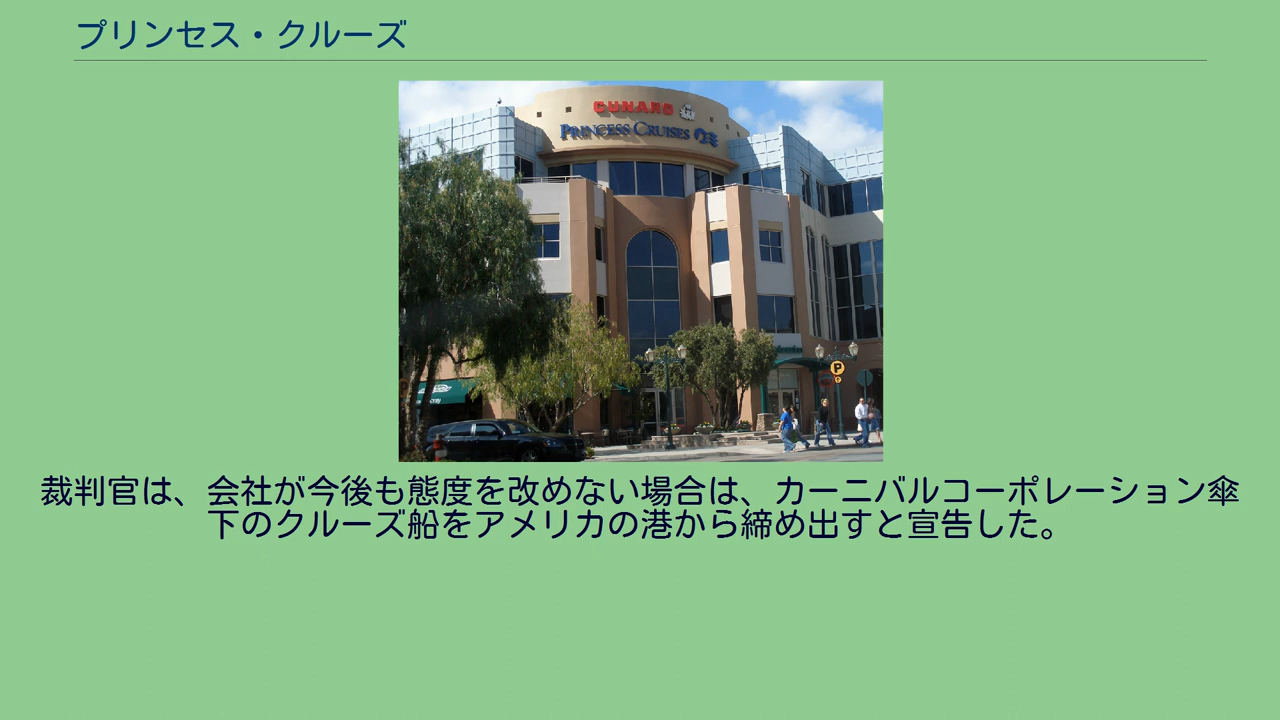 プリンセス・クルーズ
CUNARD
PRINCESS CRUISES
P
裁判官は、会社が今後も態度を改めない場合は、カーニバルコーポレーション傘
下のクルーズ船をアメリカの港から締め出すと宣告した。